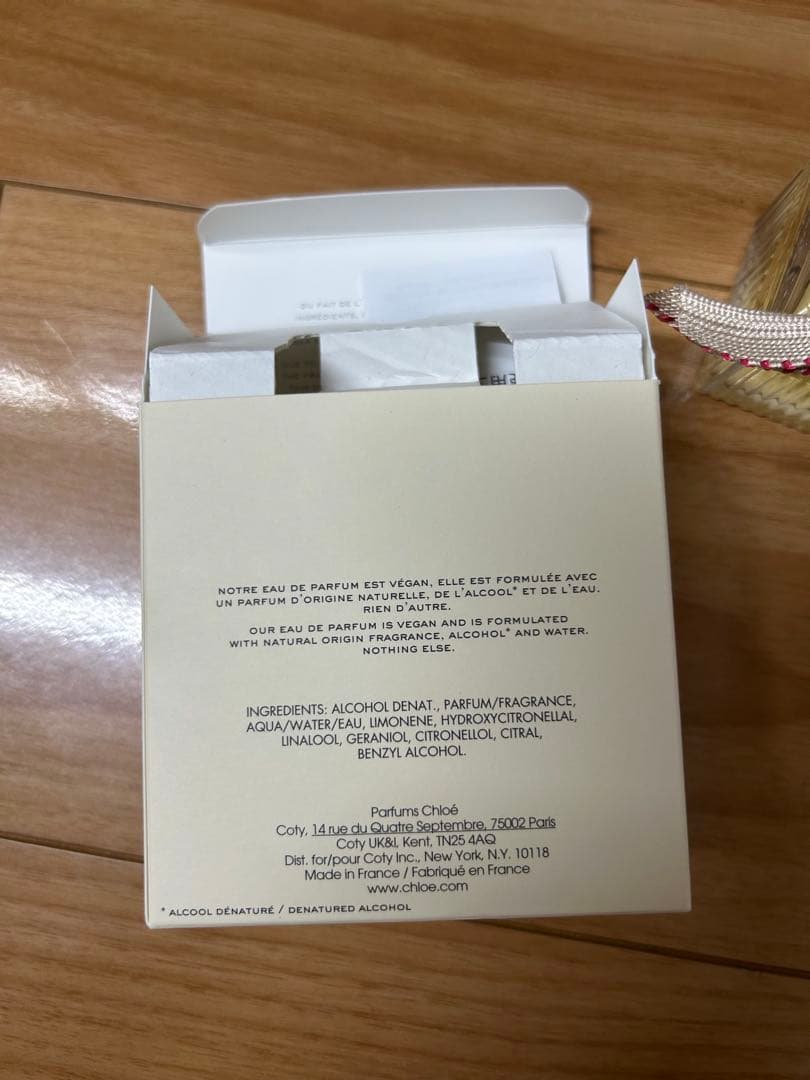 DU FAIT DE L'
INGREDIENTS,
NOTRE EAU DE PARFUM EST VÉGAN, ELLE EST FORMULÉE AVEC
UN PARFUM D'ORIGINE NATURELLE, DE L'ALCOOL* ET DE L'EAU.
RIEN D'AUTRE.
OUR EAU DE PARFUM IS VEGAN AND IS FORMULATED
WITH NATURAL ORIGIN FRAGRANCE, ALCOHOL* AND WATER.
NOTHING ELSE.
INGREDIENTS: ALCOHOL DENAT., PARFUM/FRAGRANCE,
AQUA/WATER/EAU, LIMONENE, HYDROXYCITRONELLAL,
LINALOOL, GERANIOL, CITRONELLOL, CITRAL,
BENZYL ALCOHOL.
Parfums Chloé
Coty, 14 rue du Quatre Septembre, 75002 Paris
Coty UK&I, Kent, TN25 4AQ
Dist. for/pour Coty Inc., New York, N.Y. 10118
Made in France / Fabriqué en France
www.chloe.com
* ALCOOL DÉNATURÉ / DENATURED ALCOHOL